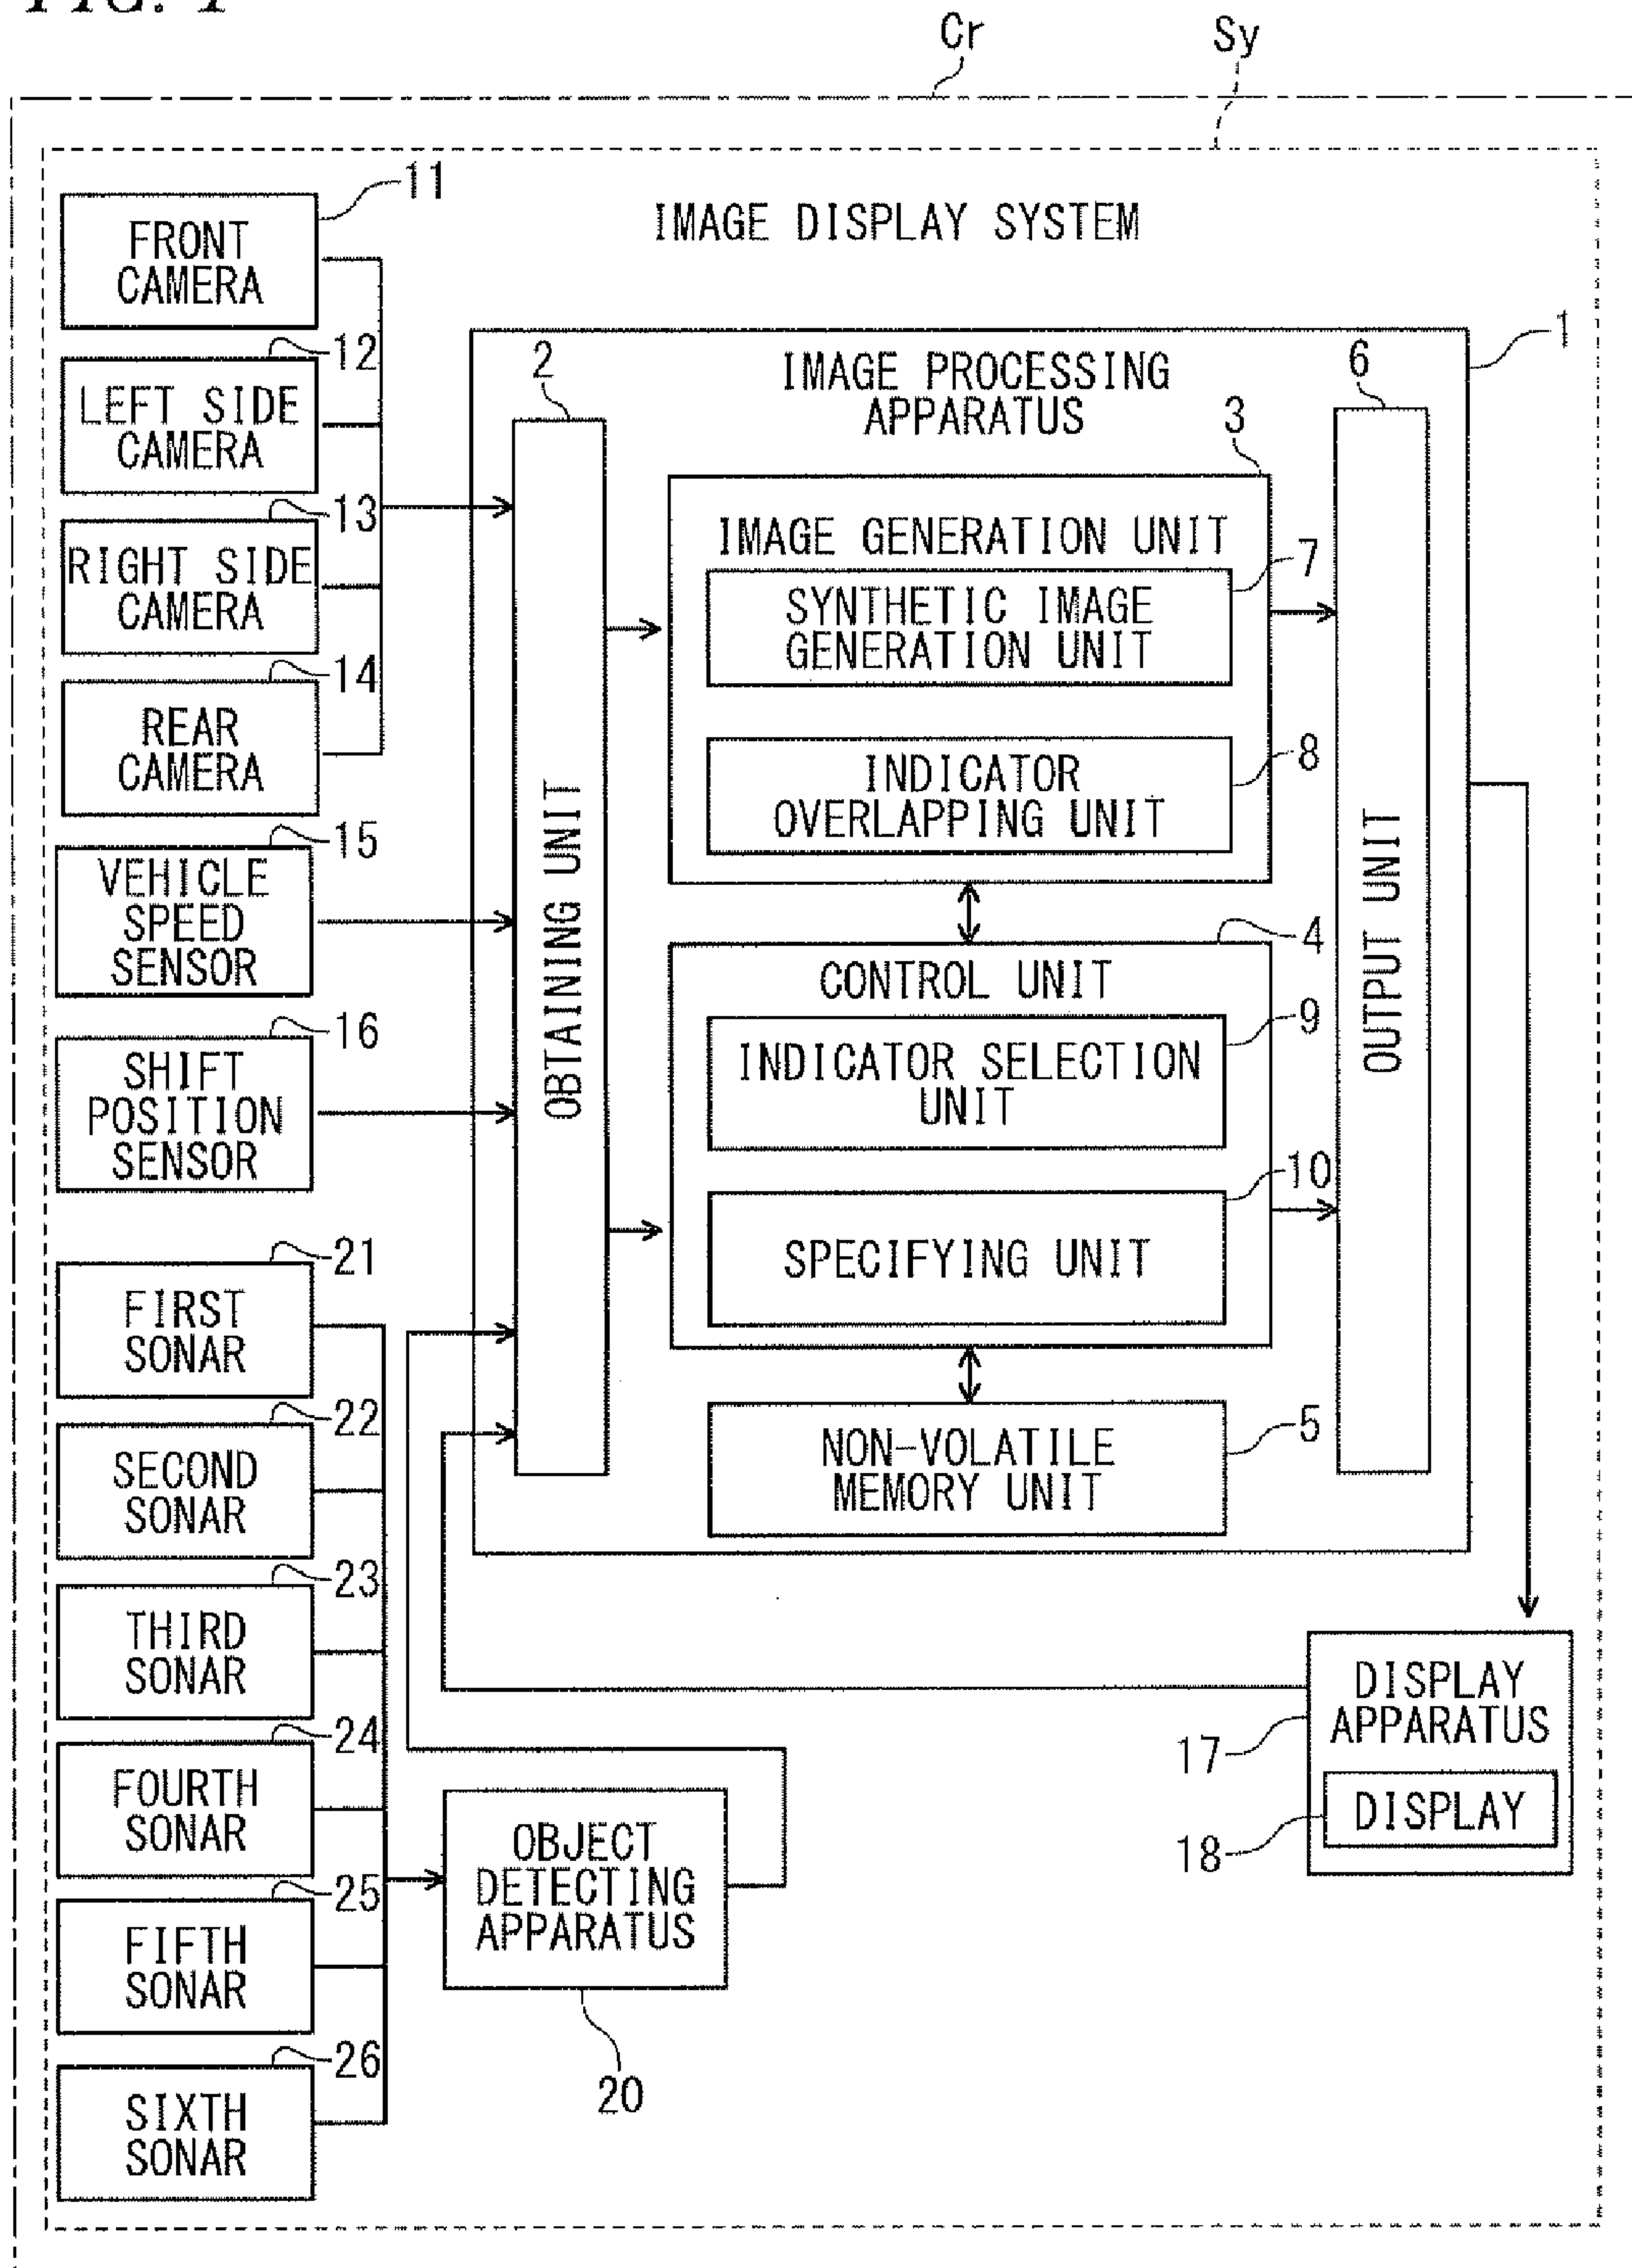 FIG. 1
Cr
Sy
IMAGE DISPLAY SYSTEM
11
FRONT
CAMERA
12
LEFT SIDE
CAMERA
13
RIGHT SIDE
CAMERA
14
REAR
CAMERA
15
VEHICLE
SPEED
SENSOR
16
SHIFT
POSITION
SENSOR
21
FIRST
SONAR
22
SECOND
SONAR
23
THIRD
SONAR
24
FOURTH
SONAR
25
FIFTH
SONAR
26
SIXTH
SONAR
1
IMAGE PROCESSING
APPARATUS
2
OBTAINING UNIT
3
IMAGE GENERATION UNIT
7
SYNTHETIC IMAGE
GENERATION UNIT
8
INDICATOR
OVERLAPPING UNIT
4
CONTROL UNIT
9
INDICATOR SELECTION
UNIT
10
SPECIFYING UNIT
5
NON-VOLATILE
MEMORY UNIT
6
OUTPUT UNIT
17
DISPLAY
APPARATUS
18
DISPLAY
OBJECT
DETECTING
APPARATUS
20